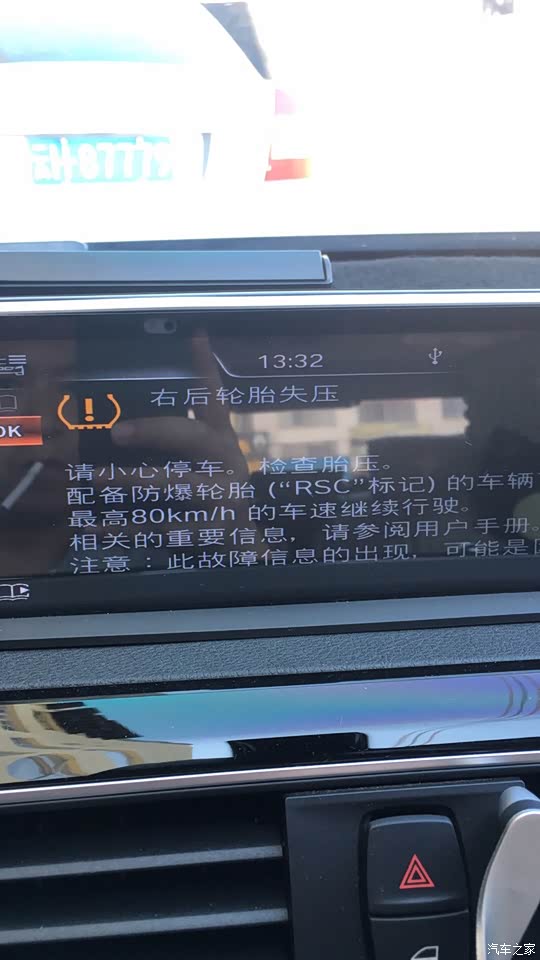 13:32
右后轮胎失压
OK
请小心停车。 检查胎压。
配备防爆轮胎 (“RSC”标记) 的车辆
最高80km/h 的车速继续行驶。
相关的重要信息， 请参阅用户手册。
注意：此故障信息的出现， 可能是
汽车之家